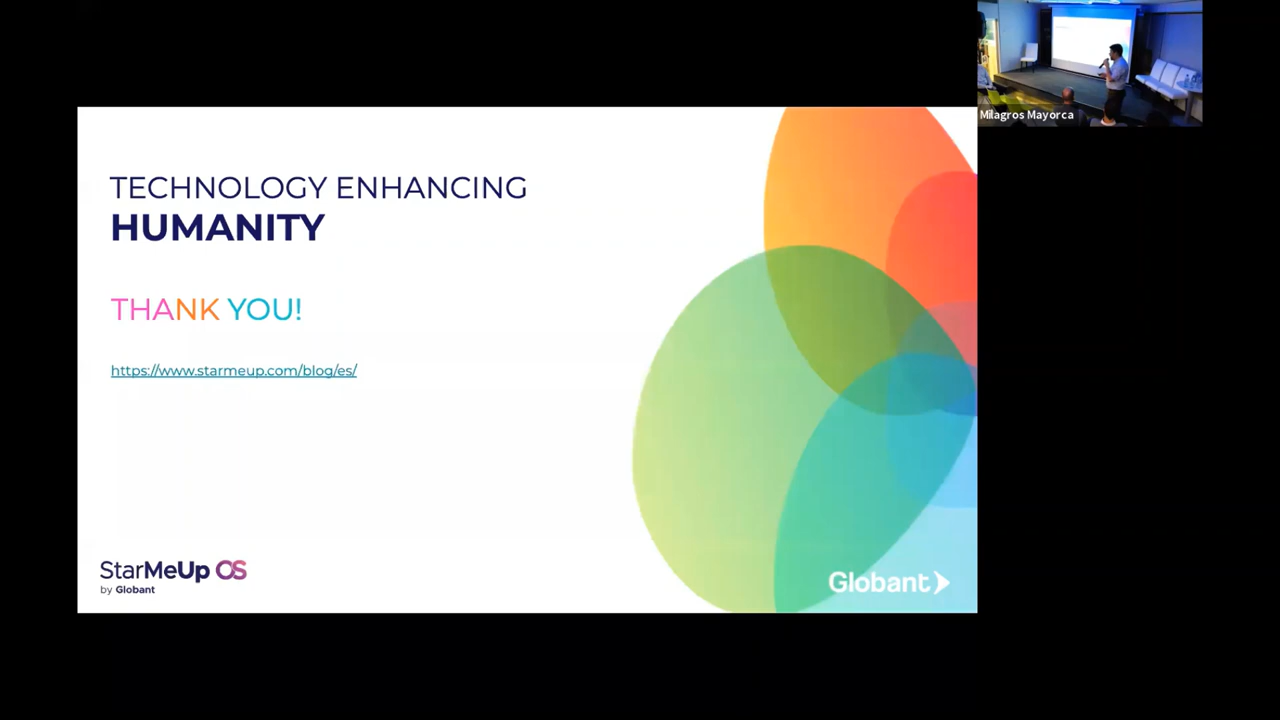 Milagros Mayorca
TECHNOLOGY ENHANCING
HUMANITY
THANK YOU!
https://www.starmeup.com/blog/es/
StarMeUp OS
by Globant
Globant